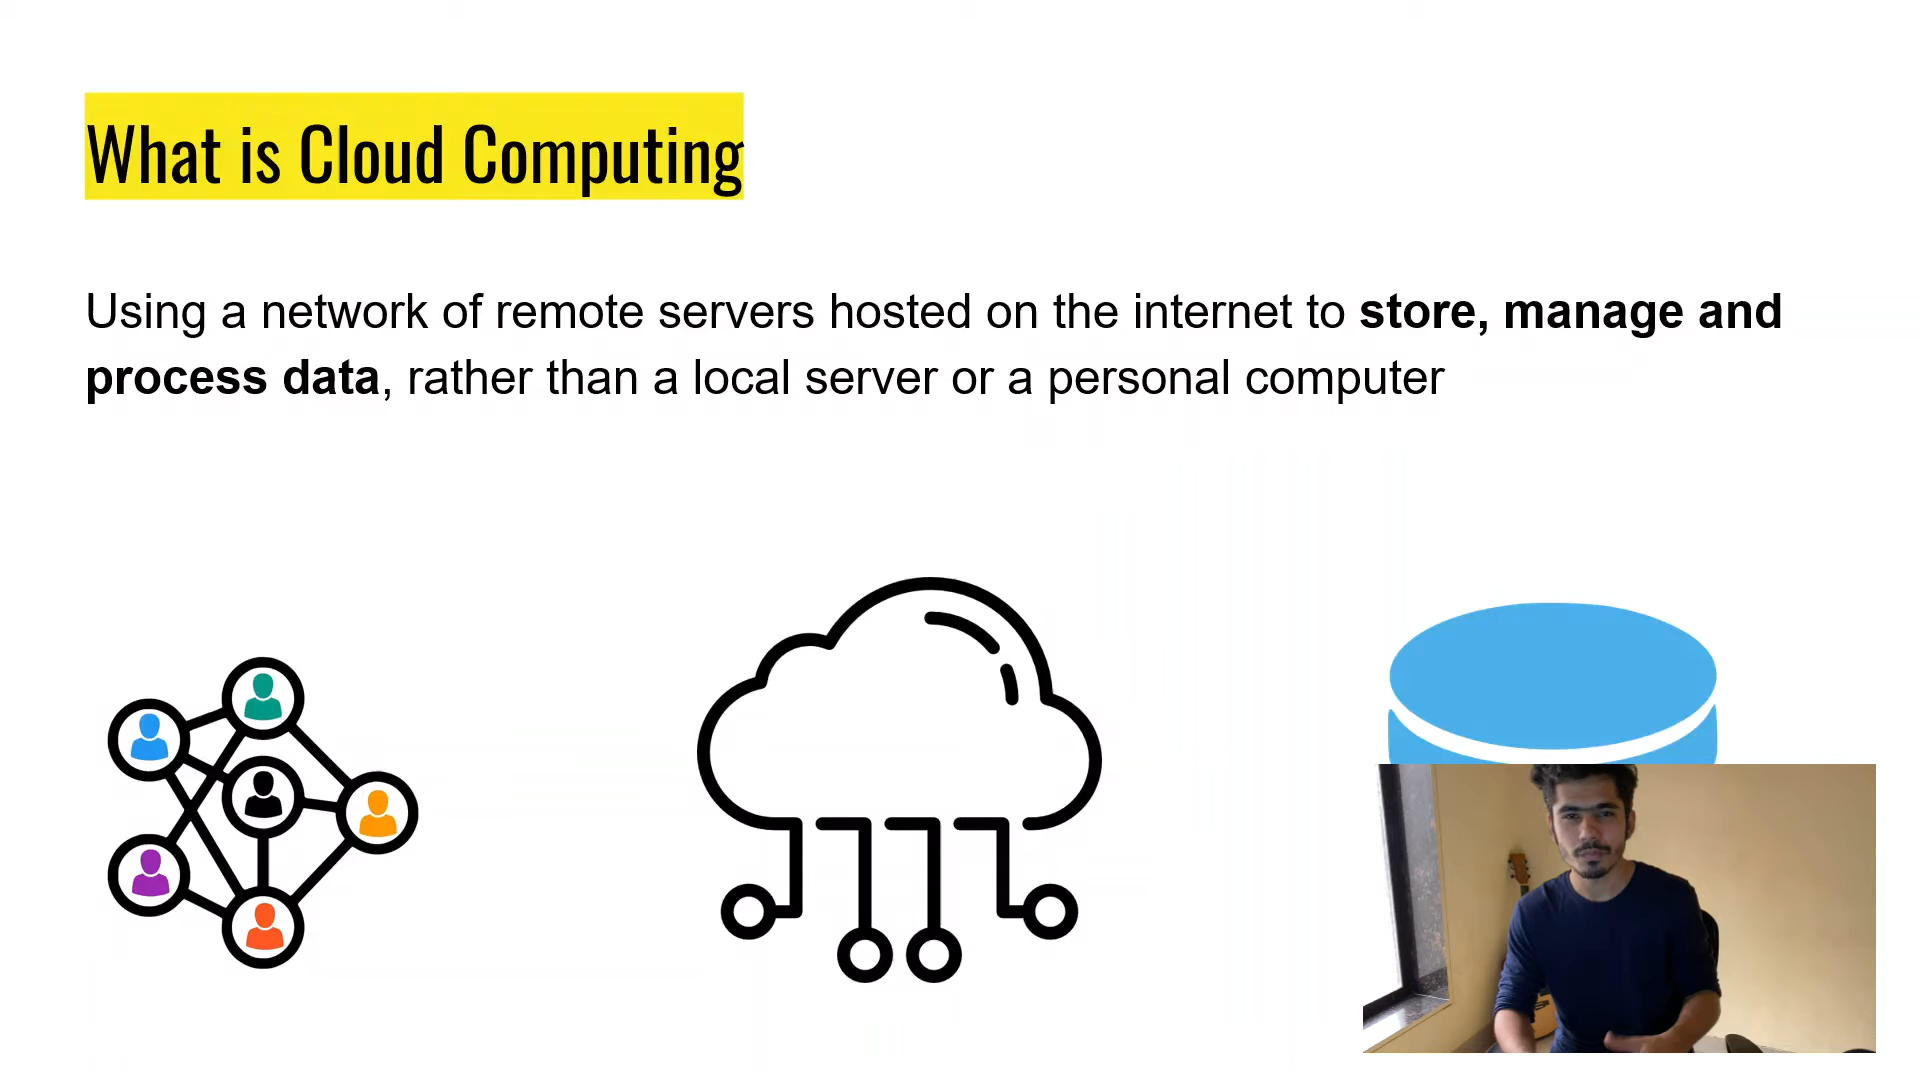 What is Cloud Computing
Using a network of remote servers hosted on the internet to store, manage and
process data, rather than a local server or a personal computer